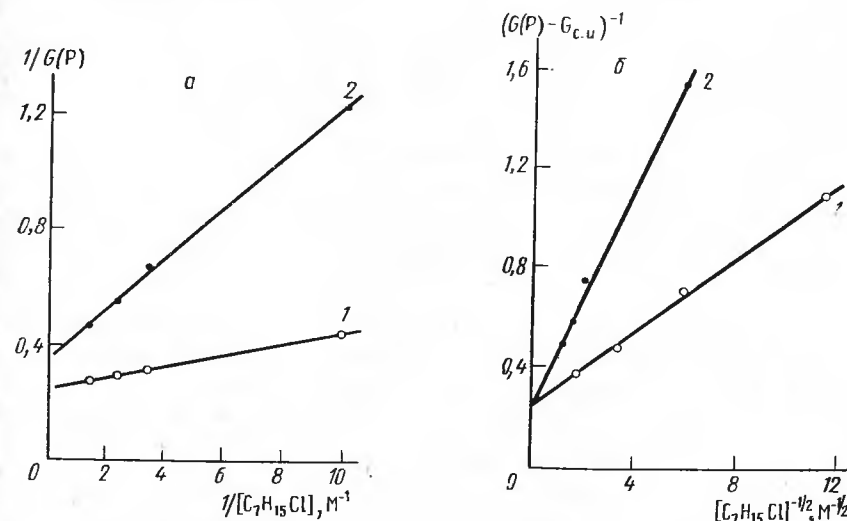 1/G(P)
а
1,2
0,8
0,4
0
2
1
2 4 6 8 10
1/[C₇H₁₅Cl], M⁻¹
(G(P) – G_c.u)⁻¹
б
1,6
1,2
0,8
0,4
0
2
1
4 8 12
[C₇H₁₅Cl]⁻¹/², M⁻¹/²